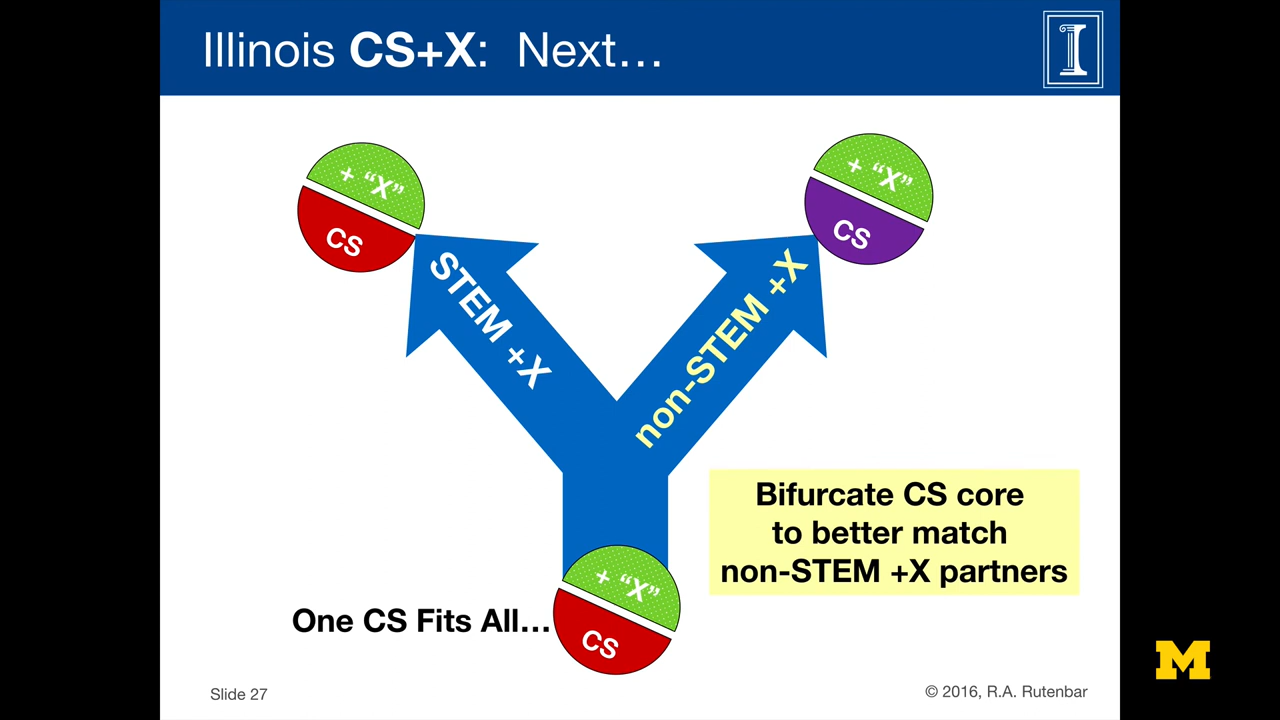 Illinois CS+X: Next…
+ “X”
CS
+ “X”
CS
STEM +X
non-STEM +X
Bifurcate CS core
to better match
non-STEM +X partners
+ “X”
One CS Fits All…
CS
Slide 27
© 2016, R.A. Rutenbar
M